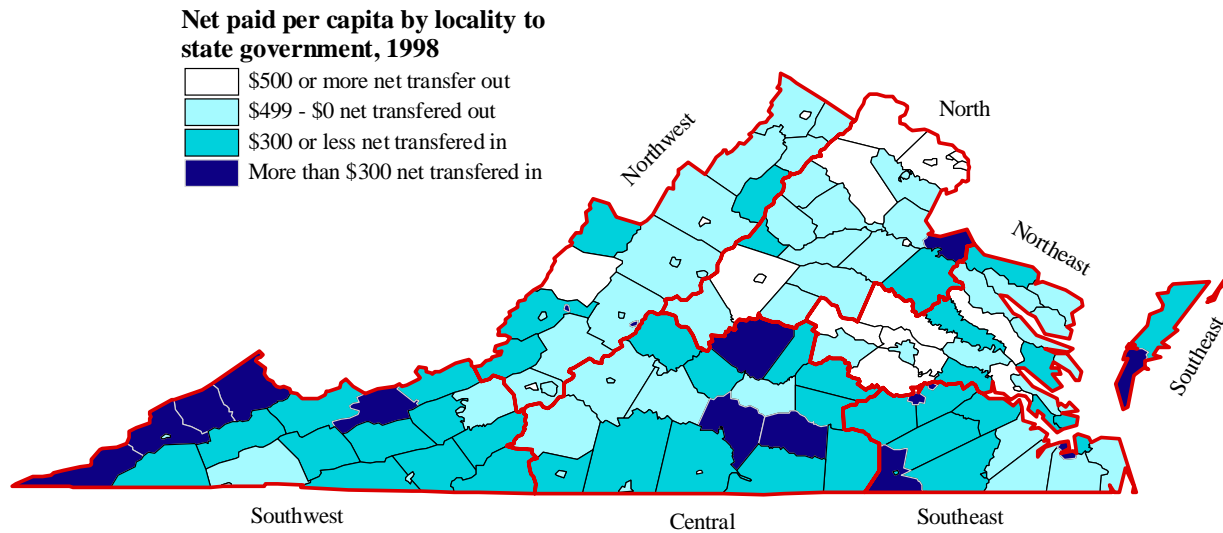 Net paid per capita by locality to
state government, 1998
$500 or more net transfer out
$499 - $0 net transfered out
$300 or less net transfered in
More than $300 net transfered in
North
Northwest
Northeast
Southeast
Southwest
Central
Southeast